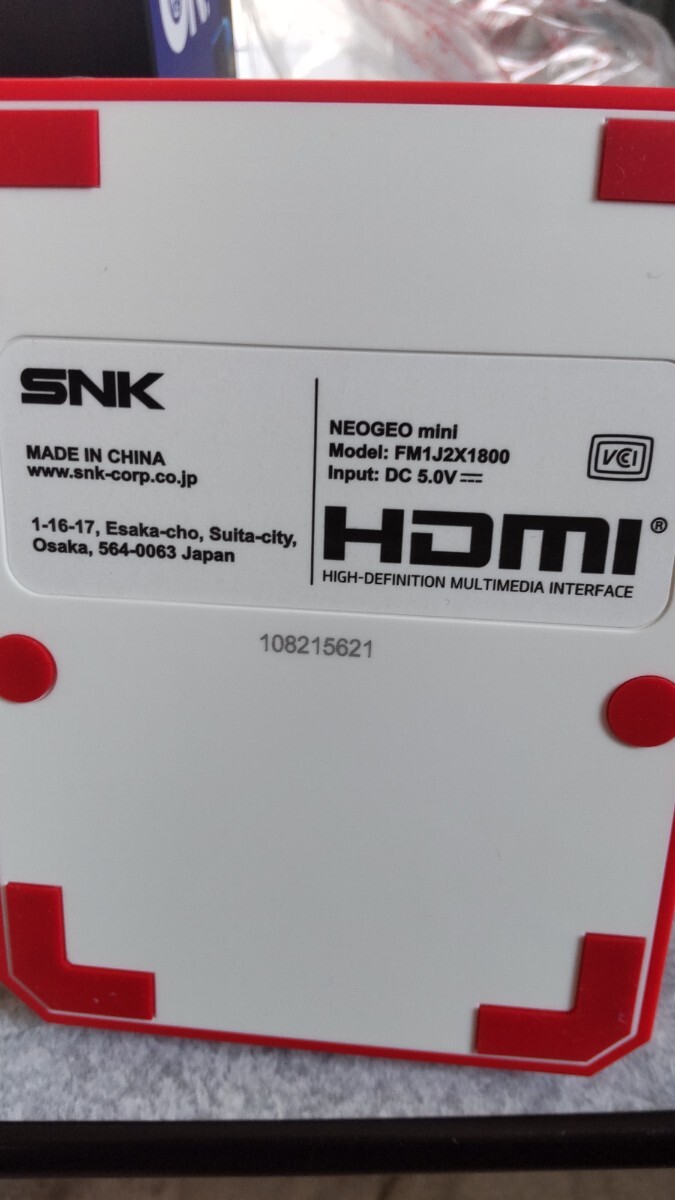 SNK
MADE IN CHINA
www.snk-corp.co.jp
1-16-17, Esaka-cho, Suita-city,
Osaka, 564-0063 Japan
NEOGEO mini
Model: FM1J2X1800
Input: DC 5.0V⎓
VCCI
HDMI®
HIGH-DEFINITION MULTIMEDIA INTERFACE
108215621